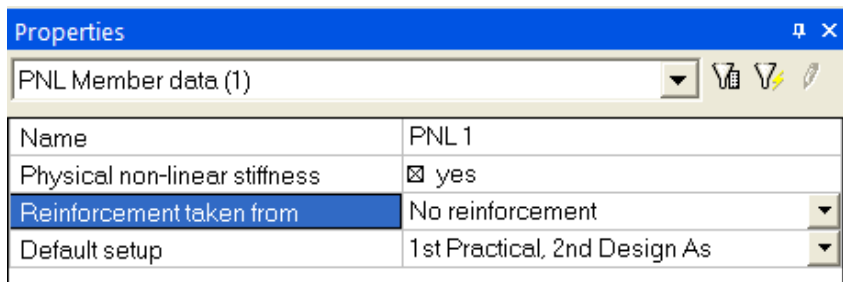 Properties
PNL Member data (1)
Name PNL 1
Physical non-linear stiffness yes
Reinforcement taken from No reinforcement
Default setup 1st Practical, 2nd Design As